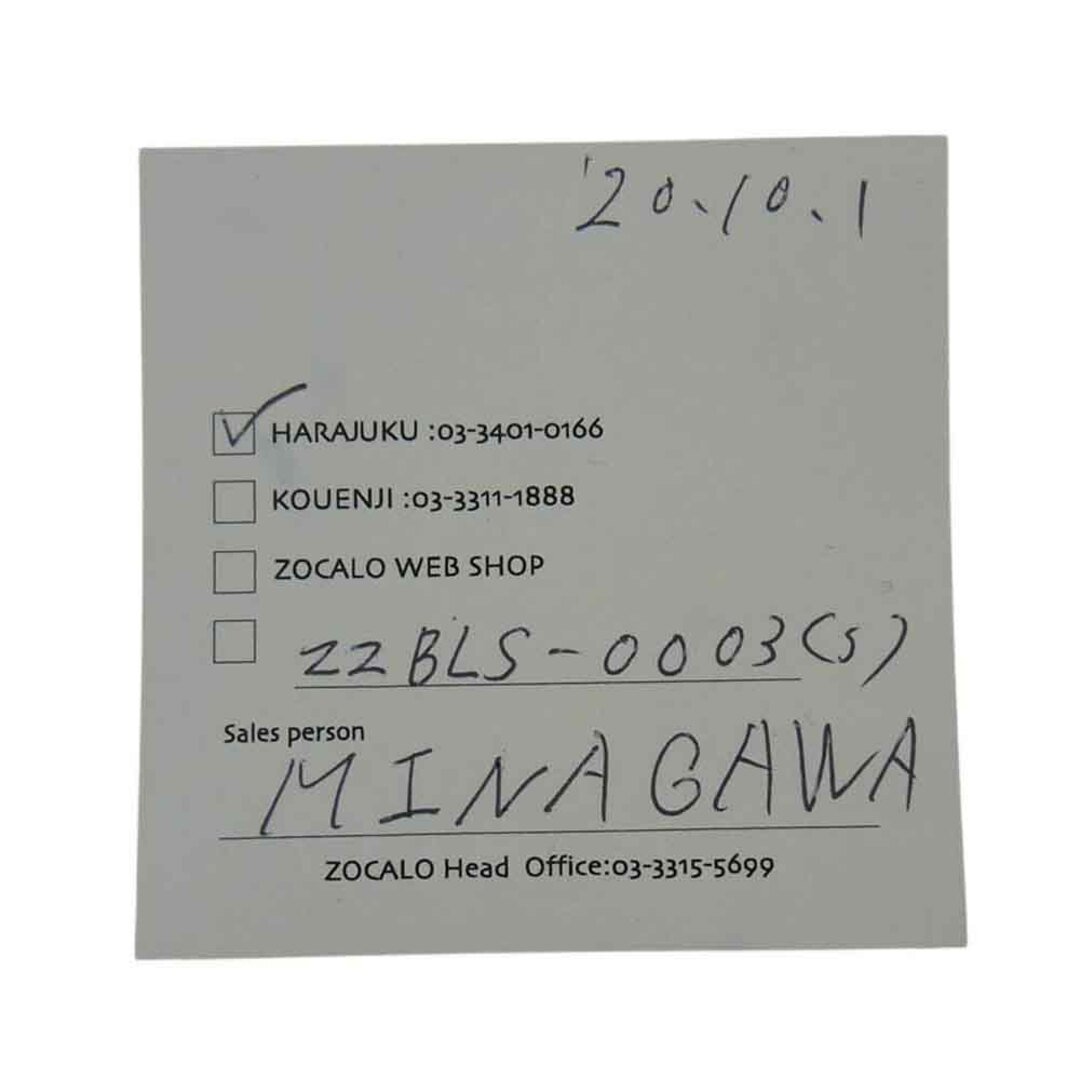 '20.10.1
HARAJUKU :03-3401-0166
KOUENJI :03-3311-1888
ZOCALO WEB SHOP
ZZBLS-0003(S)
Sales person
MINAGAWA
ZOCALO Head Office:03-3315-5699